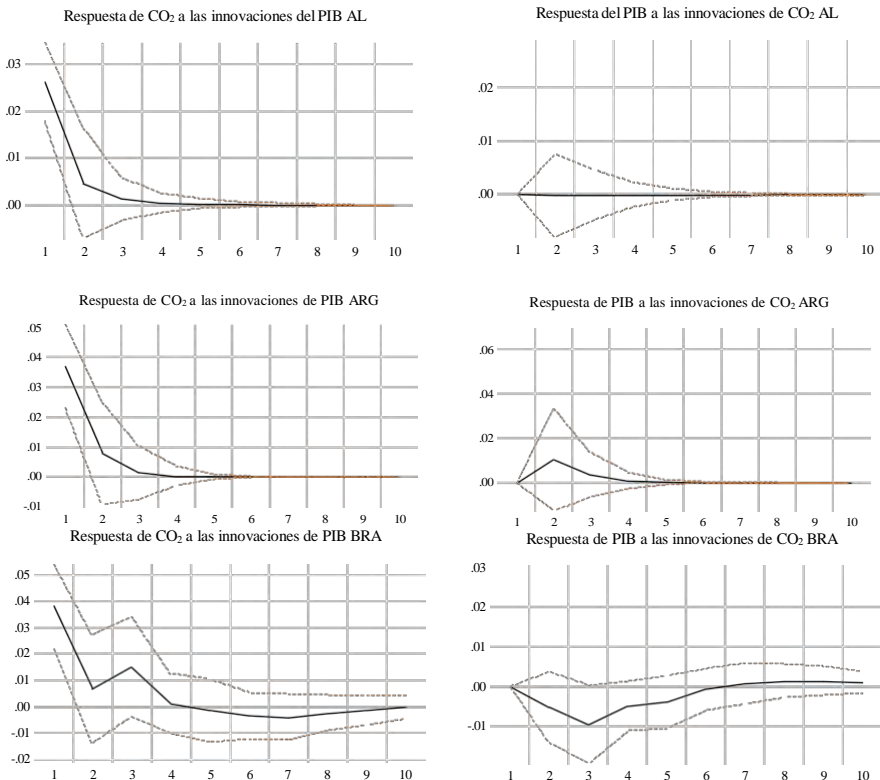 Respuesta de CO2 a las innovaciones del PIB AL
.03
.02
.01
.00
1 2 3 4 5 6 7 8 9 10
Respuesta del PIB a las innovaciones de CO2 AL
.02
.01
.00
1 2 3 4 5 6 7 8 9 10
Respuesta de CO2 a las innovaciones de PIB ARG
.05
.04
.03
.02
.01
.00
-.01
1 2 3 4 5 6 7 8 9 10
Respuesta de PIB a las innovaciones de CO2 ARG
.06
.04
.02
.00
1 2 3 4 5 6 7 8 9 10
Respuesta de CO2 a las innovaciones de PIB BRA
.05
.04
.03
.02
.01
.00
-.01
-.02
1 2 3 4 5 6 7 8 9 10
Respuesta de PIB a las innovaciones de CO2 BRA
.03
.02
.01
.00
-.01
1 2 3 4 5 6 7 8 9 10